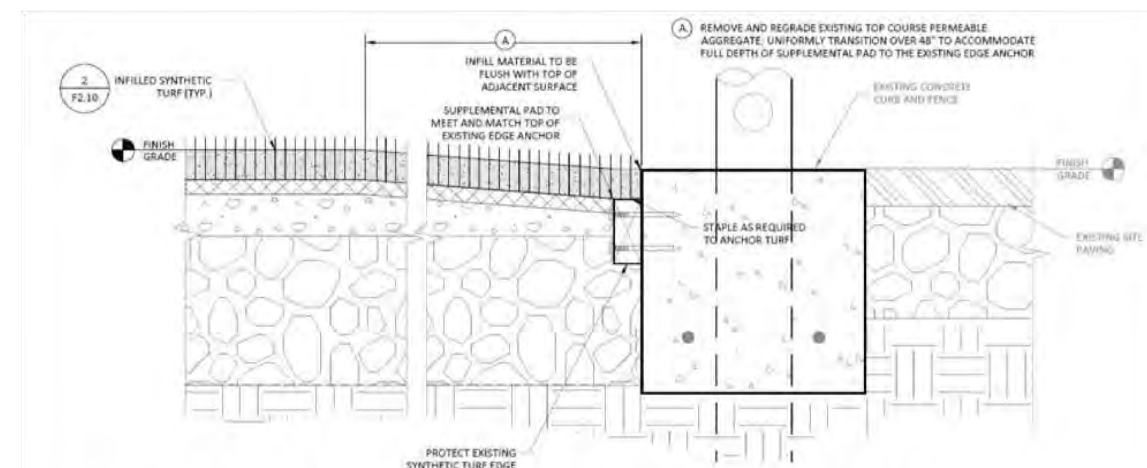 A
A. REMOVE AND REGRADE EXISTING TOP COURSE PERMEABLE
AGGREGATE; UNIFORMLY TRANSITION OVER 48" TO ACCOMMODATE
FULL DEPTH OF SUPPLEMENTAL PAD TO THE EXISTING EDGE ANCHOR
INFILL MATERIAL TO BE
FLUSH WITH TOP OF
ADJACENT SURFACE
2
F2.10
INFILLED SYNTHETIC
TURF (TYP.)
EXISTING CONCRETE
CURB AND FENCE
SUPPLEMENTAL PAD TO
MEET AND MATCH TOP OF
EXISTING EDGE ANCHOR
FINISH
GRADE
FINISH
GRADE
STAPLE AS REQUIRED
TO ANCHOR TURF
EXISTING SITE
PAVING
PROTECT EXISTING
SYNTHETIC TURF EDGE